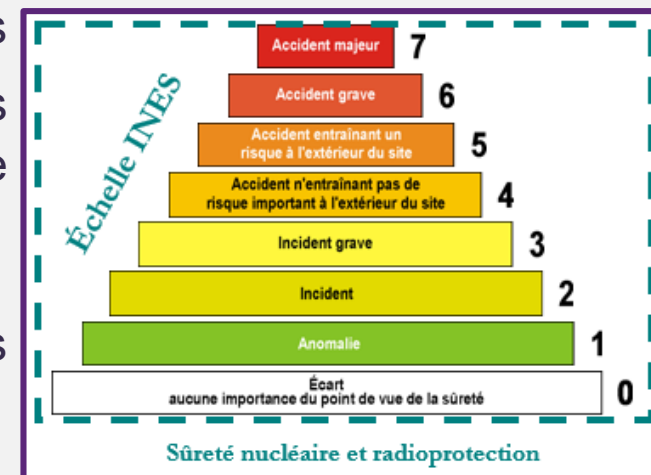 Échelle INES
Accident majeur 7
Accident grave 6
Accident entraînant un
risque à l'extérieur du site 5
Accident n'entraînant pas de
risque important à l'extérieur du site 4
Incident grave 3
Incident 2
Anomalie 1
Écart
aucune importance du point de vue de la sûreté 0
Sûreté nucléaire et radioprotection